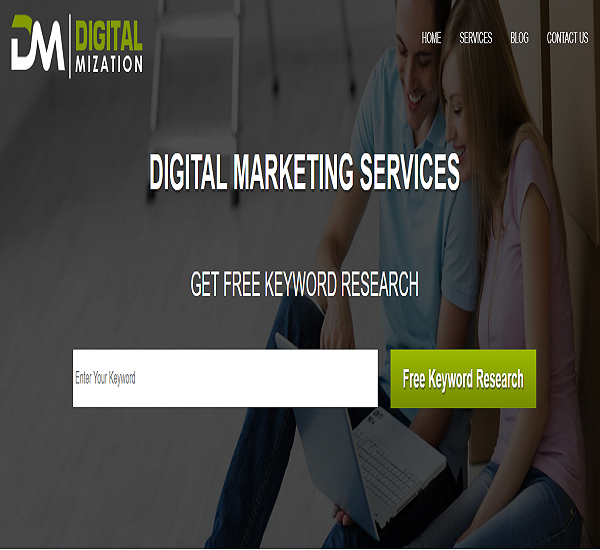 DM
DIGITAL
MIZATION
HOME SERVICES BLOG CONTACT US
DIGITAL MARKETING SERVICES
GET FREE KEYWORD RESEARCH
Enter Your Keyword
Free Keyword Research